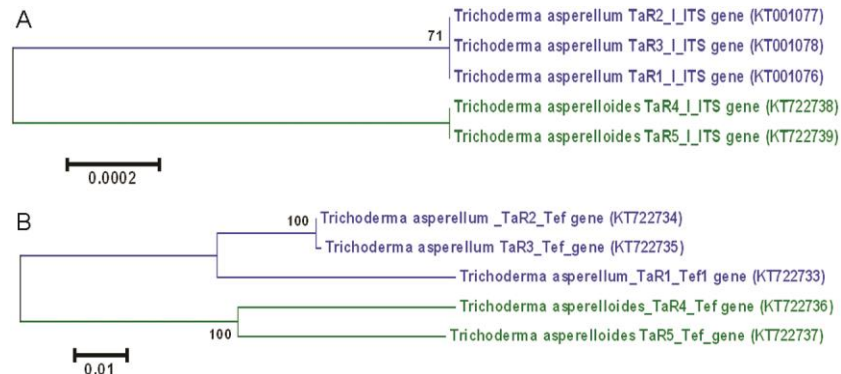 A
71
Trichoderma asperellum TaR2_I_ITS gene (KT001077)
Trichoderma asperellum TaR3_I_ITS gene (KT001078)
Trichoderma asperellum TaR1_I_ITS gene (KT001076)
Trichoderma asperelloides TaR4_I_ITS gene (KT722738)
Trichoderma asperelloides TaR5_I_ITS gene (KT722739)
0.0002
B
100
Trichoderma asperellum _TaR2_Tef gene (KT722734)
Trichoderma asperellum TaR3_Tef_gene (KT722735)
Trichoderma asperellum_TaR1_Tef1 gene (KT722733)
Trichoderma asperelloides_TaR4_Tef gene (KT722736)
100
Trichoderma asperelloides TaR5_Tef_gene (KT722737)
0.01